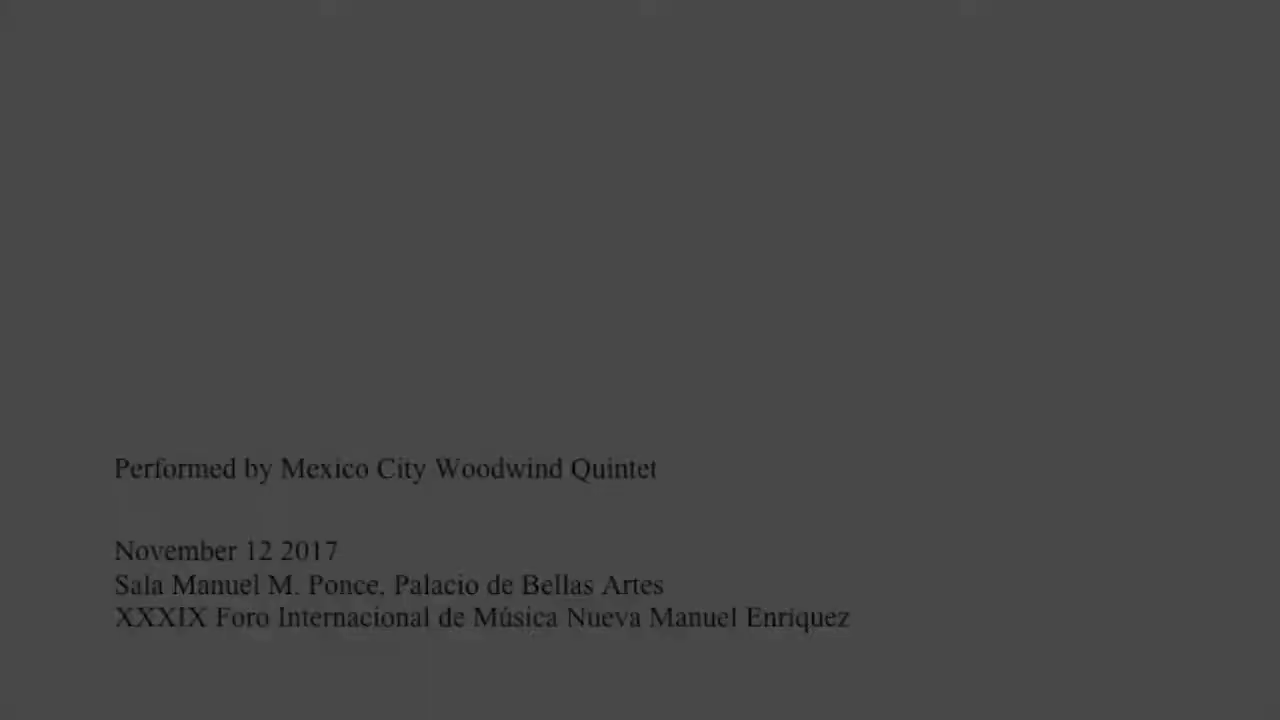 Performed by Mexico City Woodwind Quintet
November 12 2017
Sala Manuel M. Ponce, Palacio de Bellas Artes
XXXIX Foro Internacional de Música Nueva Manuel Enriquez